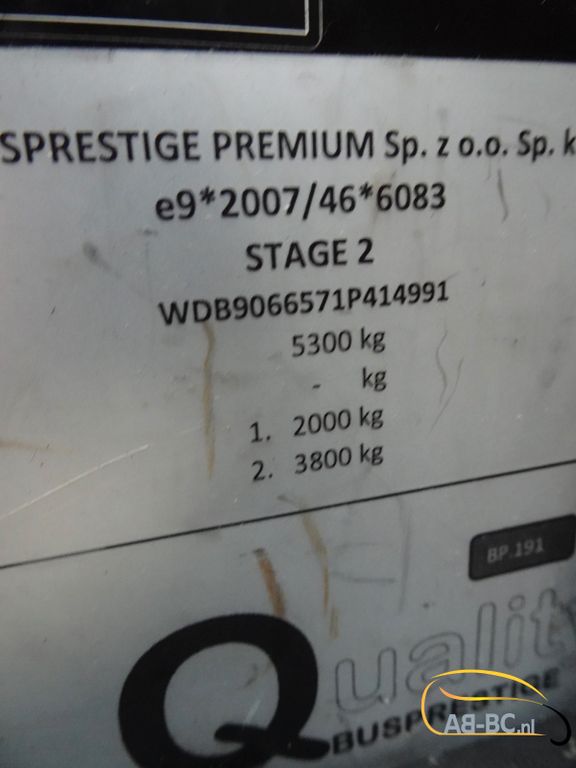 SPRESTIGE PREMIUM Sp. z o.o. Sp. k
e9*2007/46*6083
STAGE 2
WDB9066571P414991
5300 kg
- kg
1. 2000 kg
2. 3800 kg
BP.191
Quality
BUSPRESTIGE
AB-BC.nl